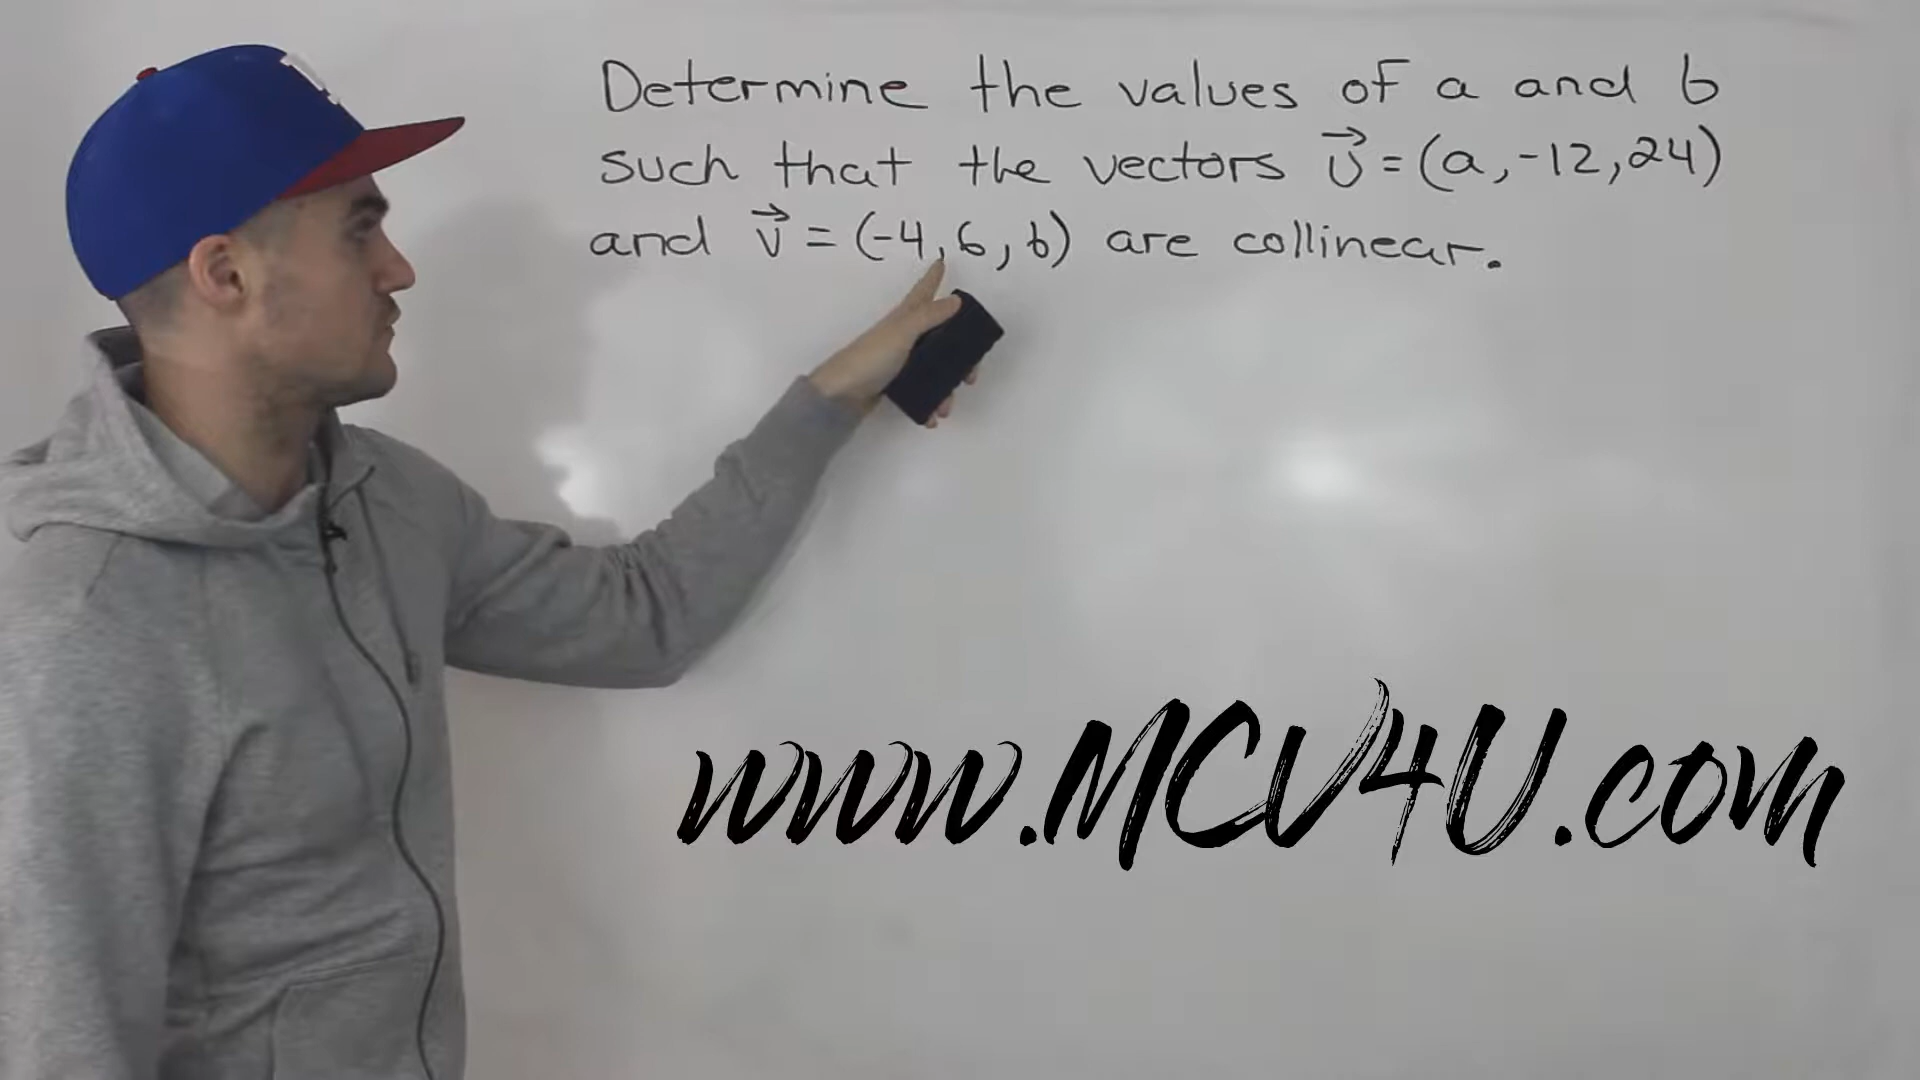 Determine the values of a and b
such that the vectors u⃗ = (a, -12, 24)
and v⃗ = (-4, 6, b) are collinear.
www.MCV4U.com